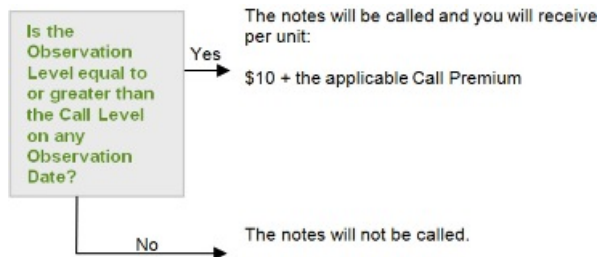 Is the
Observation
Level equal to
or greater than
the Call Level
on any
Observation
Date?
Yes
The notes will be called and you will receive
per unit:
$10 + the applicable Call Premium
No
The notes will not be called.